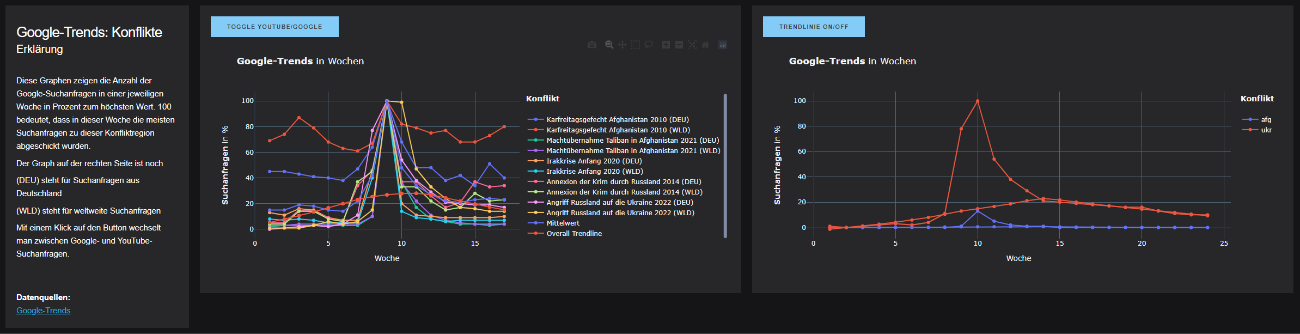 Google-Trends: Konflikte
Erklärung
Diese Graphen zeigen die Anzahl der
Google-Suchanfragen in einer jeweiligen
Woche in Prozent zum höchsten Wert. 100
bedeutet, dass in dieser Woche die meisten
Suchanfragen zu dieser Konfliktregion
abgeschickt wurden.
Der Graph auf der rechten Seite ist noch
(DEU) steht für Suchanfragen aus
Deutschland
(WLD) steht für weltweite Suchanfragen
Mit einem Klick auf den Button wechselt
man zwischen Google- und YouTube-
Suchanfragen.
Datenquellen:
Google-Trends
TOGGLE YOUTUBE/GOOGLE
Google-Trends in Wochen
Suchanfragen in %
100
80
60
40
20
0
0
5
10
15
Woche
Konflikt
Karfreitagsgefecht Afghanistan 2010 (DEU)
Karfreitagsgefecht Afghanistan 2010 (WLD)
Machtübernahme Taliban in Afghanistan 2021 (DEU)
Machtübernahme Taliban in Afghanistan 2021 (WLD)
Irakkrise Anfang 2020 (DEU)
Irakkrise Anfang 2020 (WLD)
Annexion der Krim durch Russland 2014 (DEU)
Annexion der Krim durch Russland 2014 (WLD)
Angriff Russland auf die Ukraine 2022 (DEU)
Angriff Russland auf die Ukraine 2022 (WLD)
Mittelwert
Overall Trendline
TRENDLINIE ON/OFF
Google-Trends in Wochen
Suchanfragen in %
100
80
60
40
20
0
0
5
10
15
20
25
Woche
Konflikt
afg
ukr